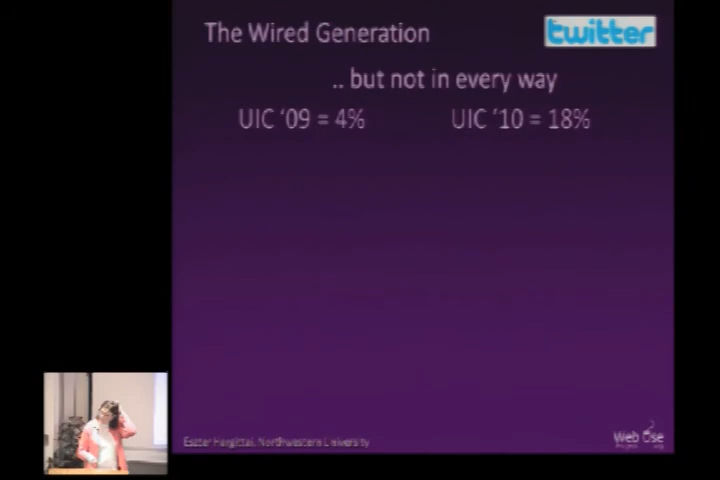 The Wired Generation
twitter
.. but not in every way
UIC '09 = 4%
UIC '10 = 18%
Eszter Hargittai, Northwestern University
Web Use